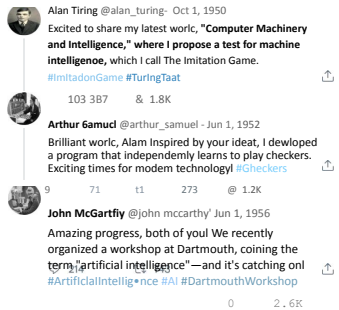 Alan Tiring @alan_turing- Oct 1, 1950
Excited to share my latest worlc, "Computer Machinery
and Intelligence," where I propose a test for machine
intelligenoe, which I call The Imitation Game.
#ImItadonGame #TurIngTaat
103 3B7 & 1.8K
Arthur 6amucl @arthur_samuel - Jun 1, 1952
Brilliant worlc, Alam Inspired by your ideat, I dewloped
a program that independemly learns to play checkers.
Exciting times for modem technologyl #Gheckers
9 71 t1 273 @ 1.2K
John McGartfiy @john mccarthy' Jun 1, 1956
Amazing progress, both of youl We recently
organized a workshop at Dartmouth, coining the
term "artificial intelligence"—and it's catching onl
214 543
#ArtifIclalIntellig•nce #AI #DartmouthWorkshop
0 2.6K